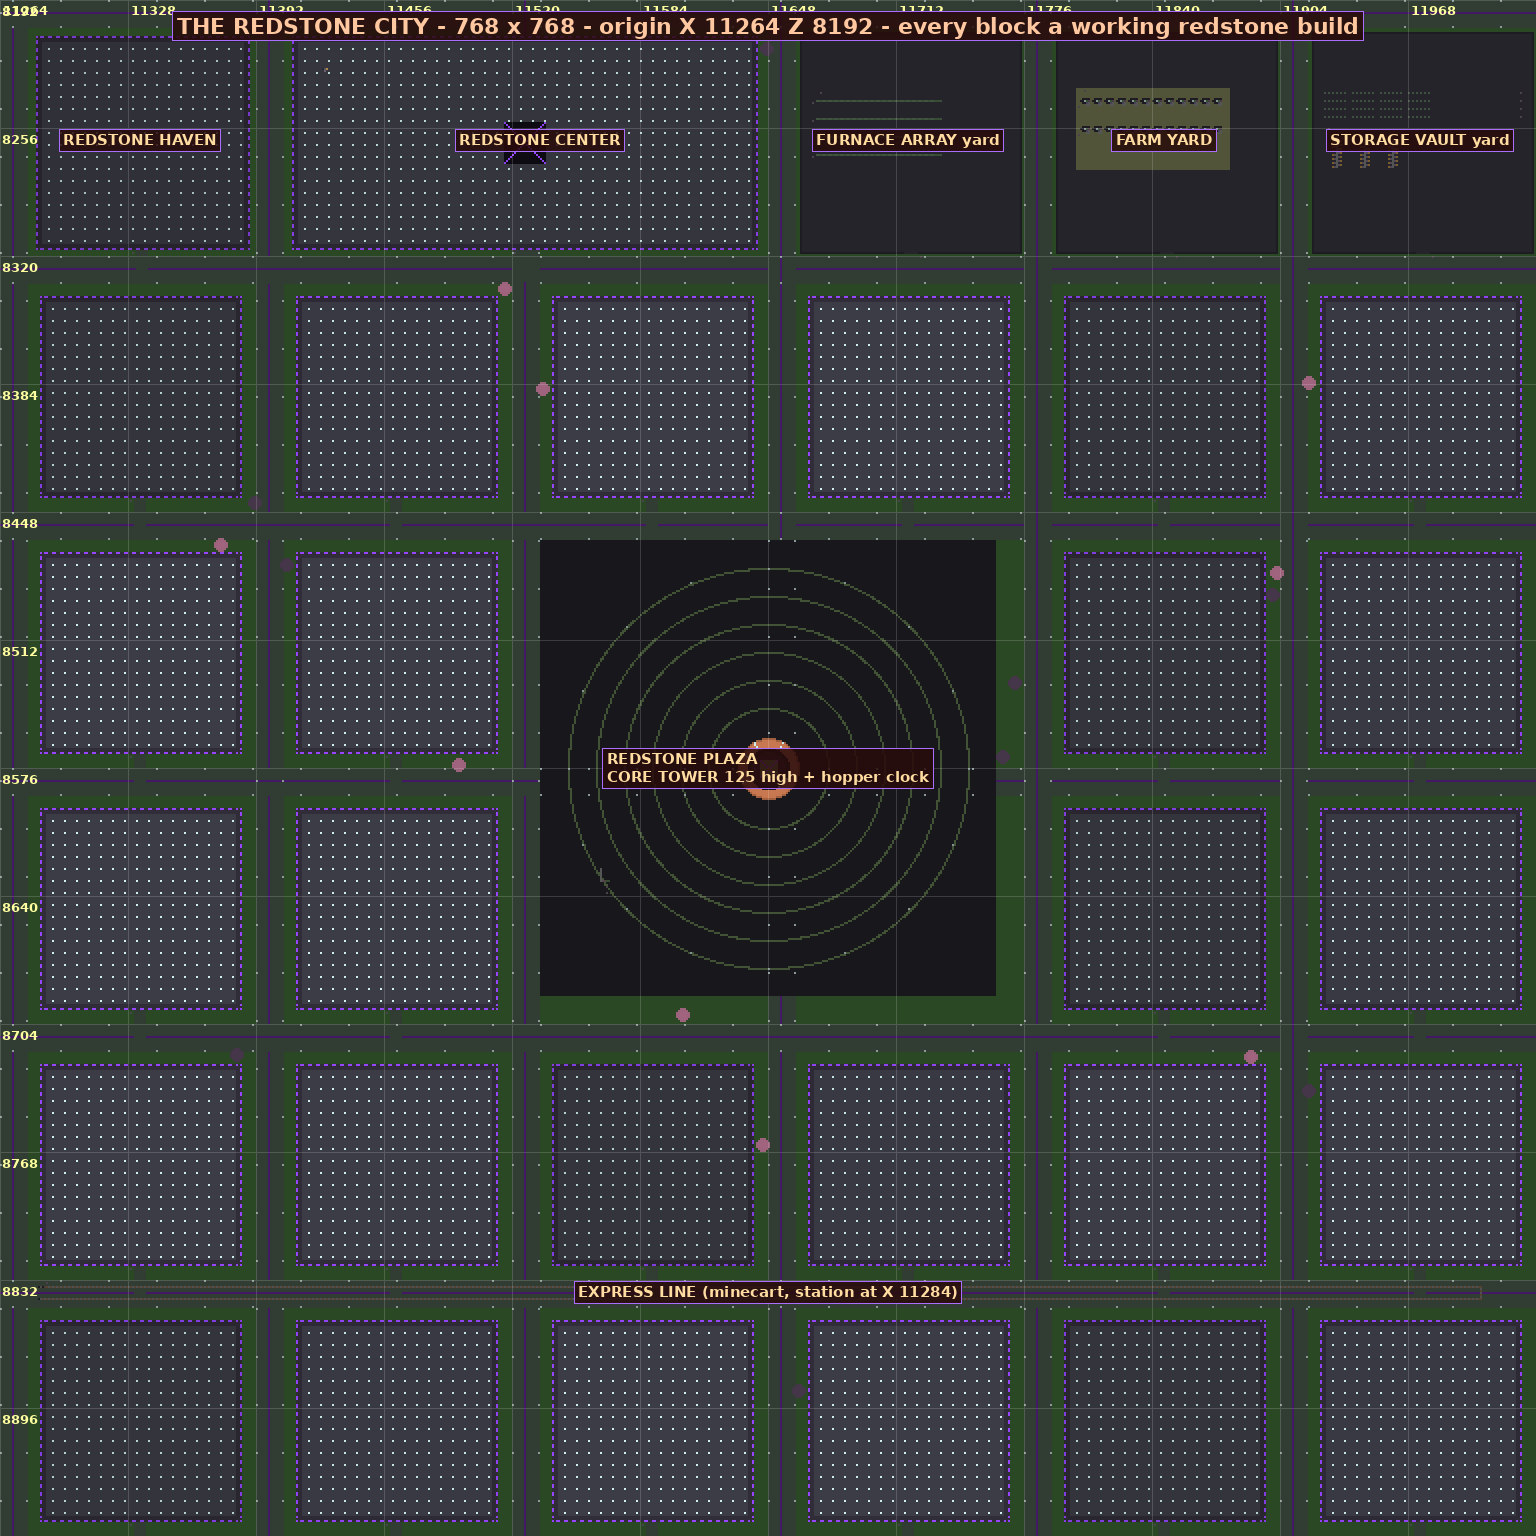 11328
11456
11520
11584
11648
11712
11776
11840
11904
11968
THE REDSTONE CITY - 768 x 768 - origin X 11264 Z 8192 - every block a working redstone build
8256
REDSTONE HAVEN
REDSTONE CENTER
FURNACE ARRAY yard
FARM YARD
STORAGE VAULT yard
8320
8384
8448
8512
REDSTONE PLAZA
CORE TOWER 125 high + hopper clock
8576
8640
8704
8768
8832
EXPRESS LINE (minecart, station at X 11284)
8896